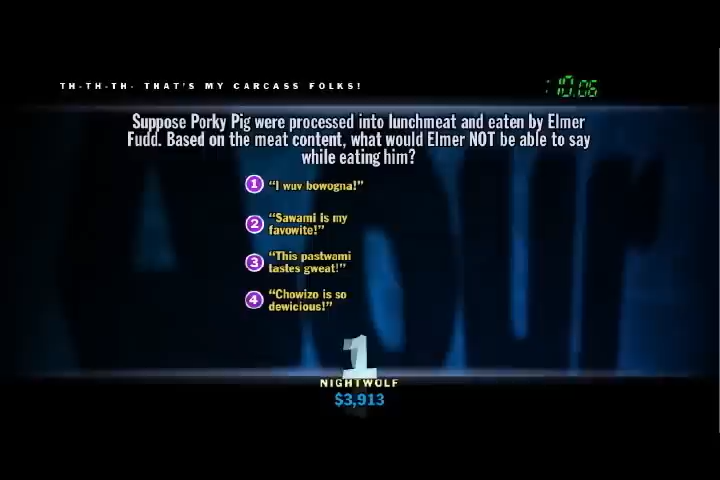 TH-TH-TH- THAT'S MY CARCASS FOLKS!
:10.06
Suppose Porky Pig were processed into lunchmeat and eaten by Elmer
Fudd. Based on the meat content, what would Elmer NOT be able to say
while eating him?
1 "I wuv bowogna!"
2 "Sawami is my
favowite!"
3 "This pastwami
tastes gweat!"
4 "Chowizo is so
dewicious!"
1
NIGHTWOLF
$3,913